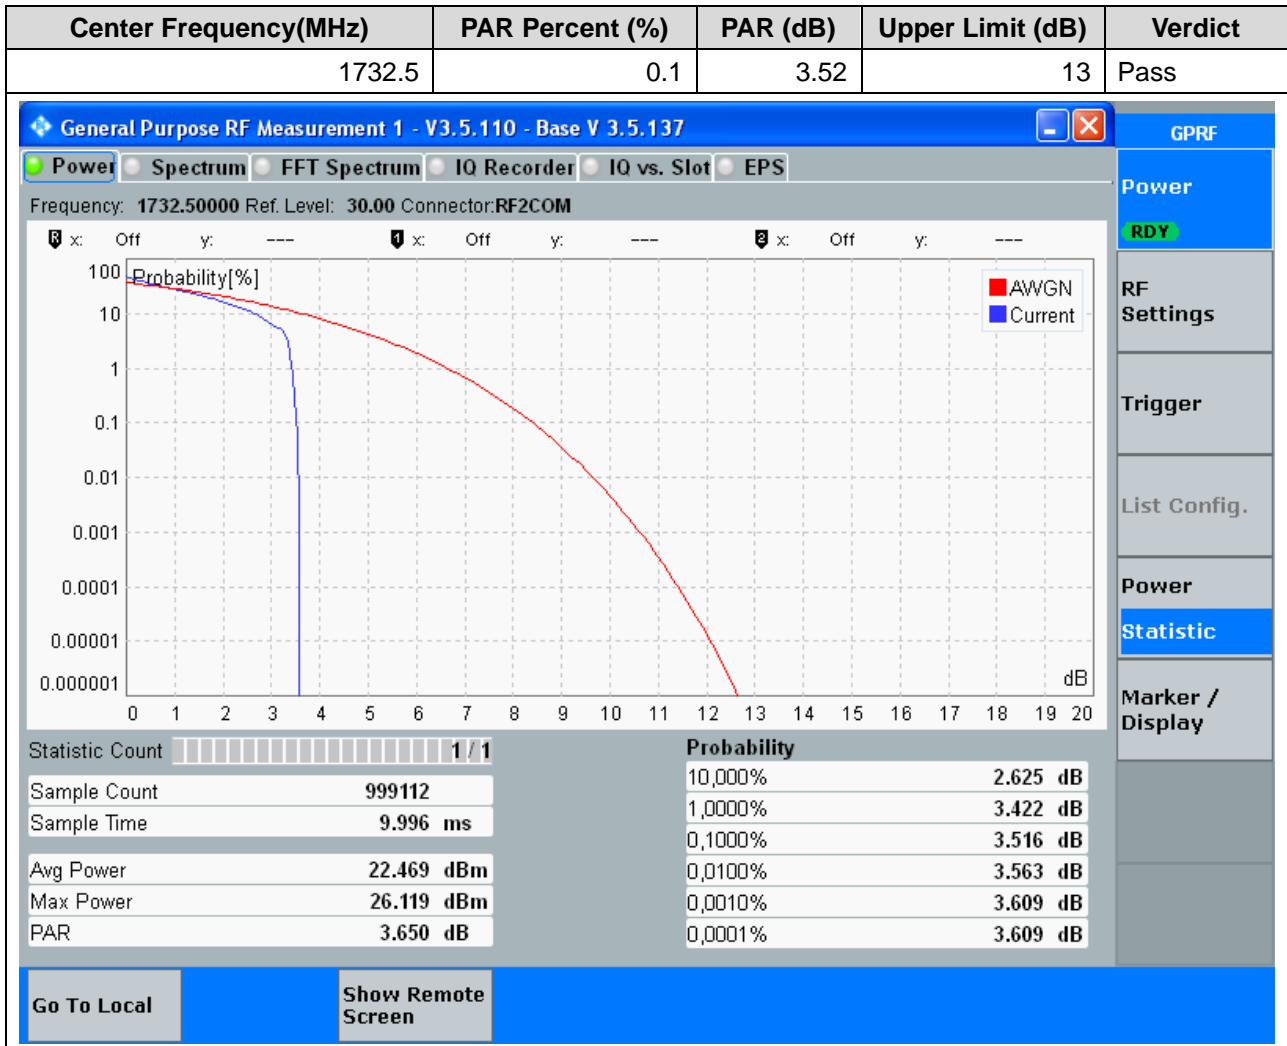 Center Frequency(MHz) PAR Percent (%) PAR (dB) Upper Limit (dB) Verdict
1732.5 0.1 3.52 13 Pass
General Purpose RF Measurement 1 - V3.5.110 - Base V 3.5.137
GPRF
Power Spectrum FFT Spectrum IQ Recorder IQ vs. Slot EPS
Frequency: 1732.50000 Ref. Level: 30.00 Connector:RF2COM
R x: Off y: --- 1 x: Off y: --- 2 x: Off y: ---
Probability[%]
AWGN
Current
100
10
1
0.1
0.01
0.001
0.0001
0.00001
0.000001
dB
0 1 2 3 4 5 6 7 8 9 10 11 12 13 14 15 16 17 18 19 20
Statistic Count 1 / 1
Sample Count 999112
Sample Time 9.996 ms
Avg Power 22.469 dBm
Max Power 26.119 dBm
PAR 3.650 dB
Probability
10,000% 2.625 dB
1,0000% 3.422 dB
0,1000% 3.516 dB
0,0100% 3.563 dB
0,0010% 3.609 dB
0,0001% 3.609 dB
Power
RDY
RF
Settings
Trigger
List Config.
Power
Statistic
Marker /
Display
Go To Local
Show Remote
Screen